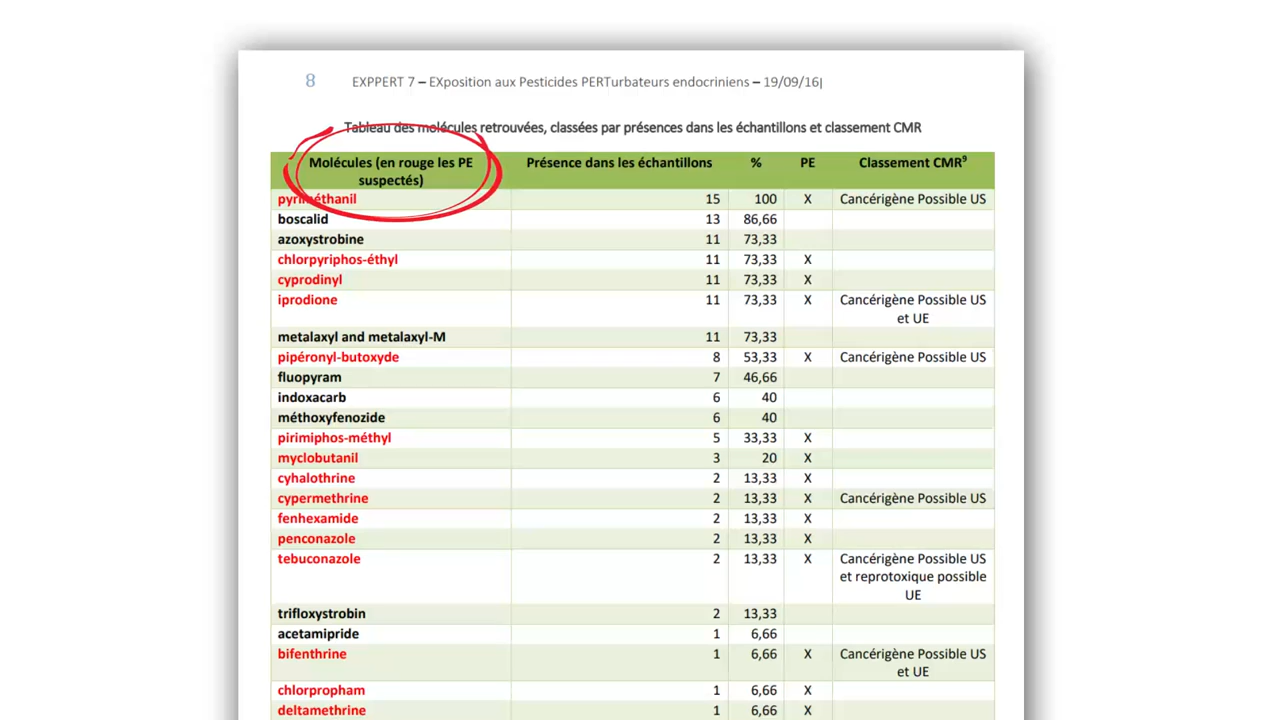 8 EXPPERT 7 – EXposition aux Pesticides PERTurbateurs endocriniens – 19/09/16|
Tableau des molécules retrouvées, classées par présences dans les échantillons et classement CMR
Molécules (en rouge les PE suspectés) Présence dans les échantillons % PE Classement CMR⁹
pyriméthanil 15 100 X Cancérigène Possible US
boscalid 13 86,66
azoxystrobine 11 73,33
chlorpyriphos-éthyl 11 73,33 X
cyprodinyl 11 73,33 X
iprodione 11 73,33 X Cancérigène Possible US
et UE
metalaxyl and metalaxyl-M 11 73,33
pipéronyl-butoxyde 8 53,33 X Cancérigène Possible US
fluopyram 7 46,66
indoxacarb 6 40
méthoxyfenozide 6 40
pirimiphos-méthyl 5 33,33 X
myclobutanil 3 20 X
cyhalothrine 2 13,33 X
cypermethrine 2 13,33 X Cancérigène Possible US
fenhexamide 2 13,33 X
penconazole 2 13,33 X
tebuconazole 2 13,33 X Cancérigène Possible US
et reprotoxique possible
UE
trifloxystrobin 2 13,33
acetamipride 1 6,66
bifenthrine 1 6,66 X Cancérigène Possible US
et UE
chlorpropham 1 6,66 X
deltamethrine 1 6,66 X